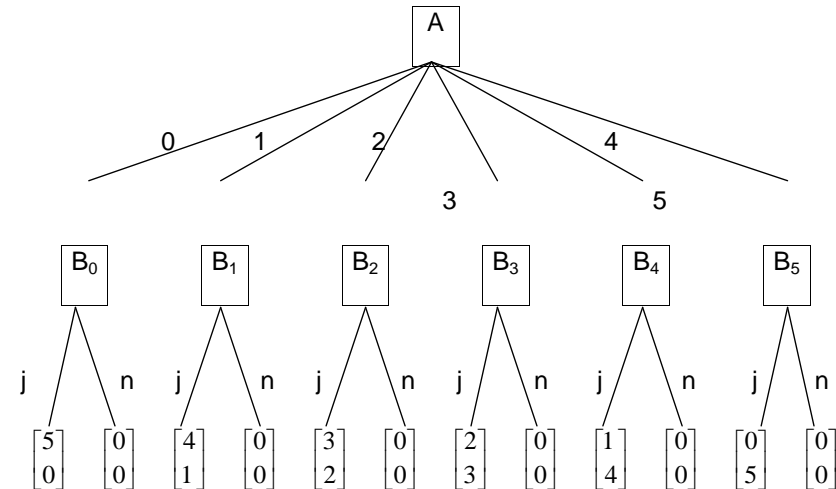 A
0 1 2 4
3 5
B₀ B₁ B₂ B₃ B₄ B₅
j n j n j n j n j n j n
5 0 4 0 3 0 2 0 1 0 0 0
0 0 1 0 2 0 3 0 4 0 5 0